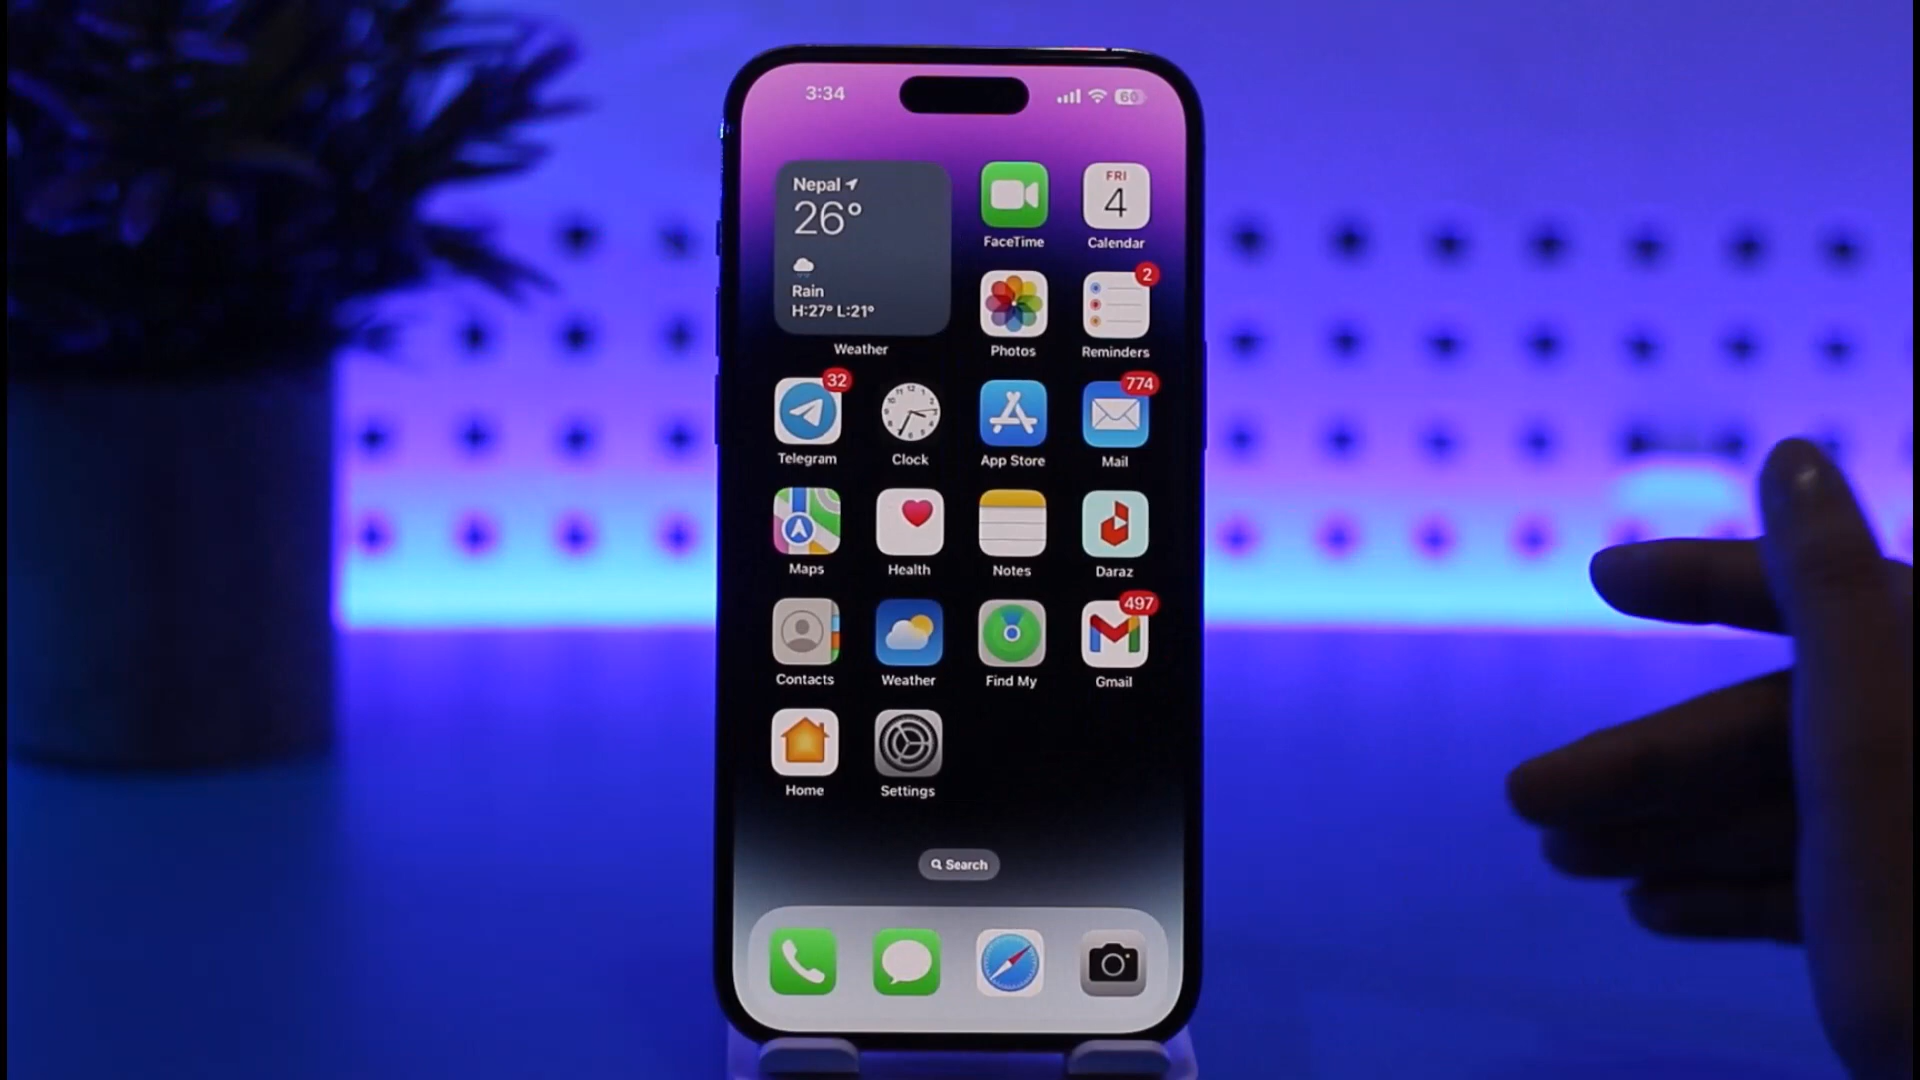 3:34
60
Nepal
26°
Rain
H:27° L:21°
Weather
FaceTime
FRI
4
Calendar
Photos
2
Reminders
32
Telegram
Clock
App Store
774
Mail
Maps
Health
Notes
Daraz
Contacts
Weather
Find My
497
Gmail
Home
Settings
Search